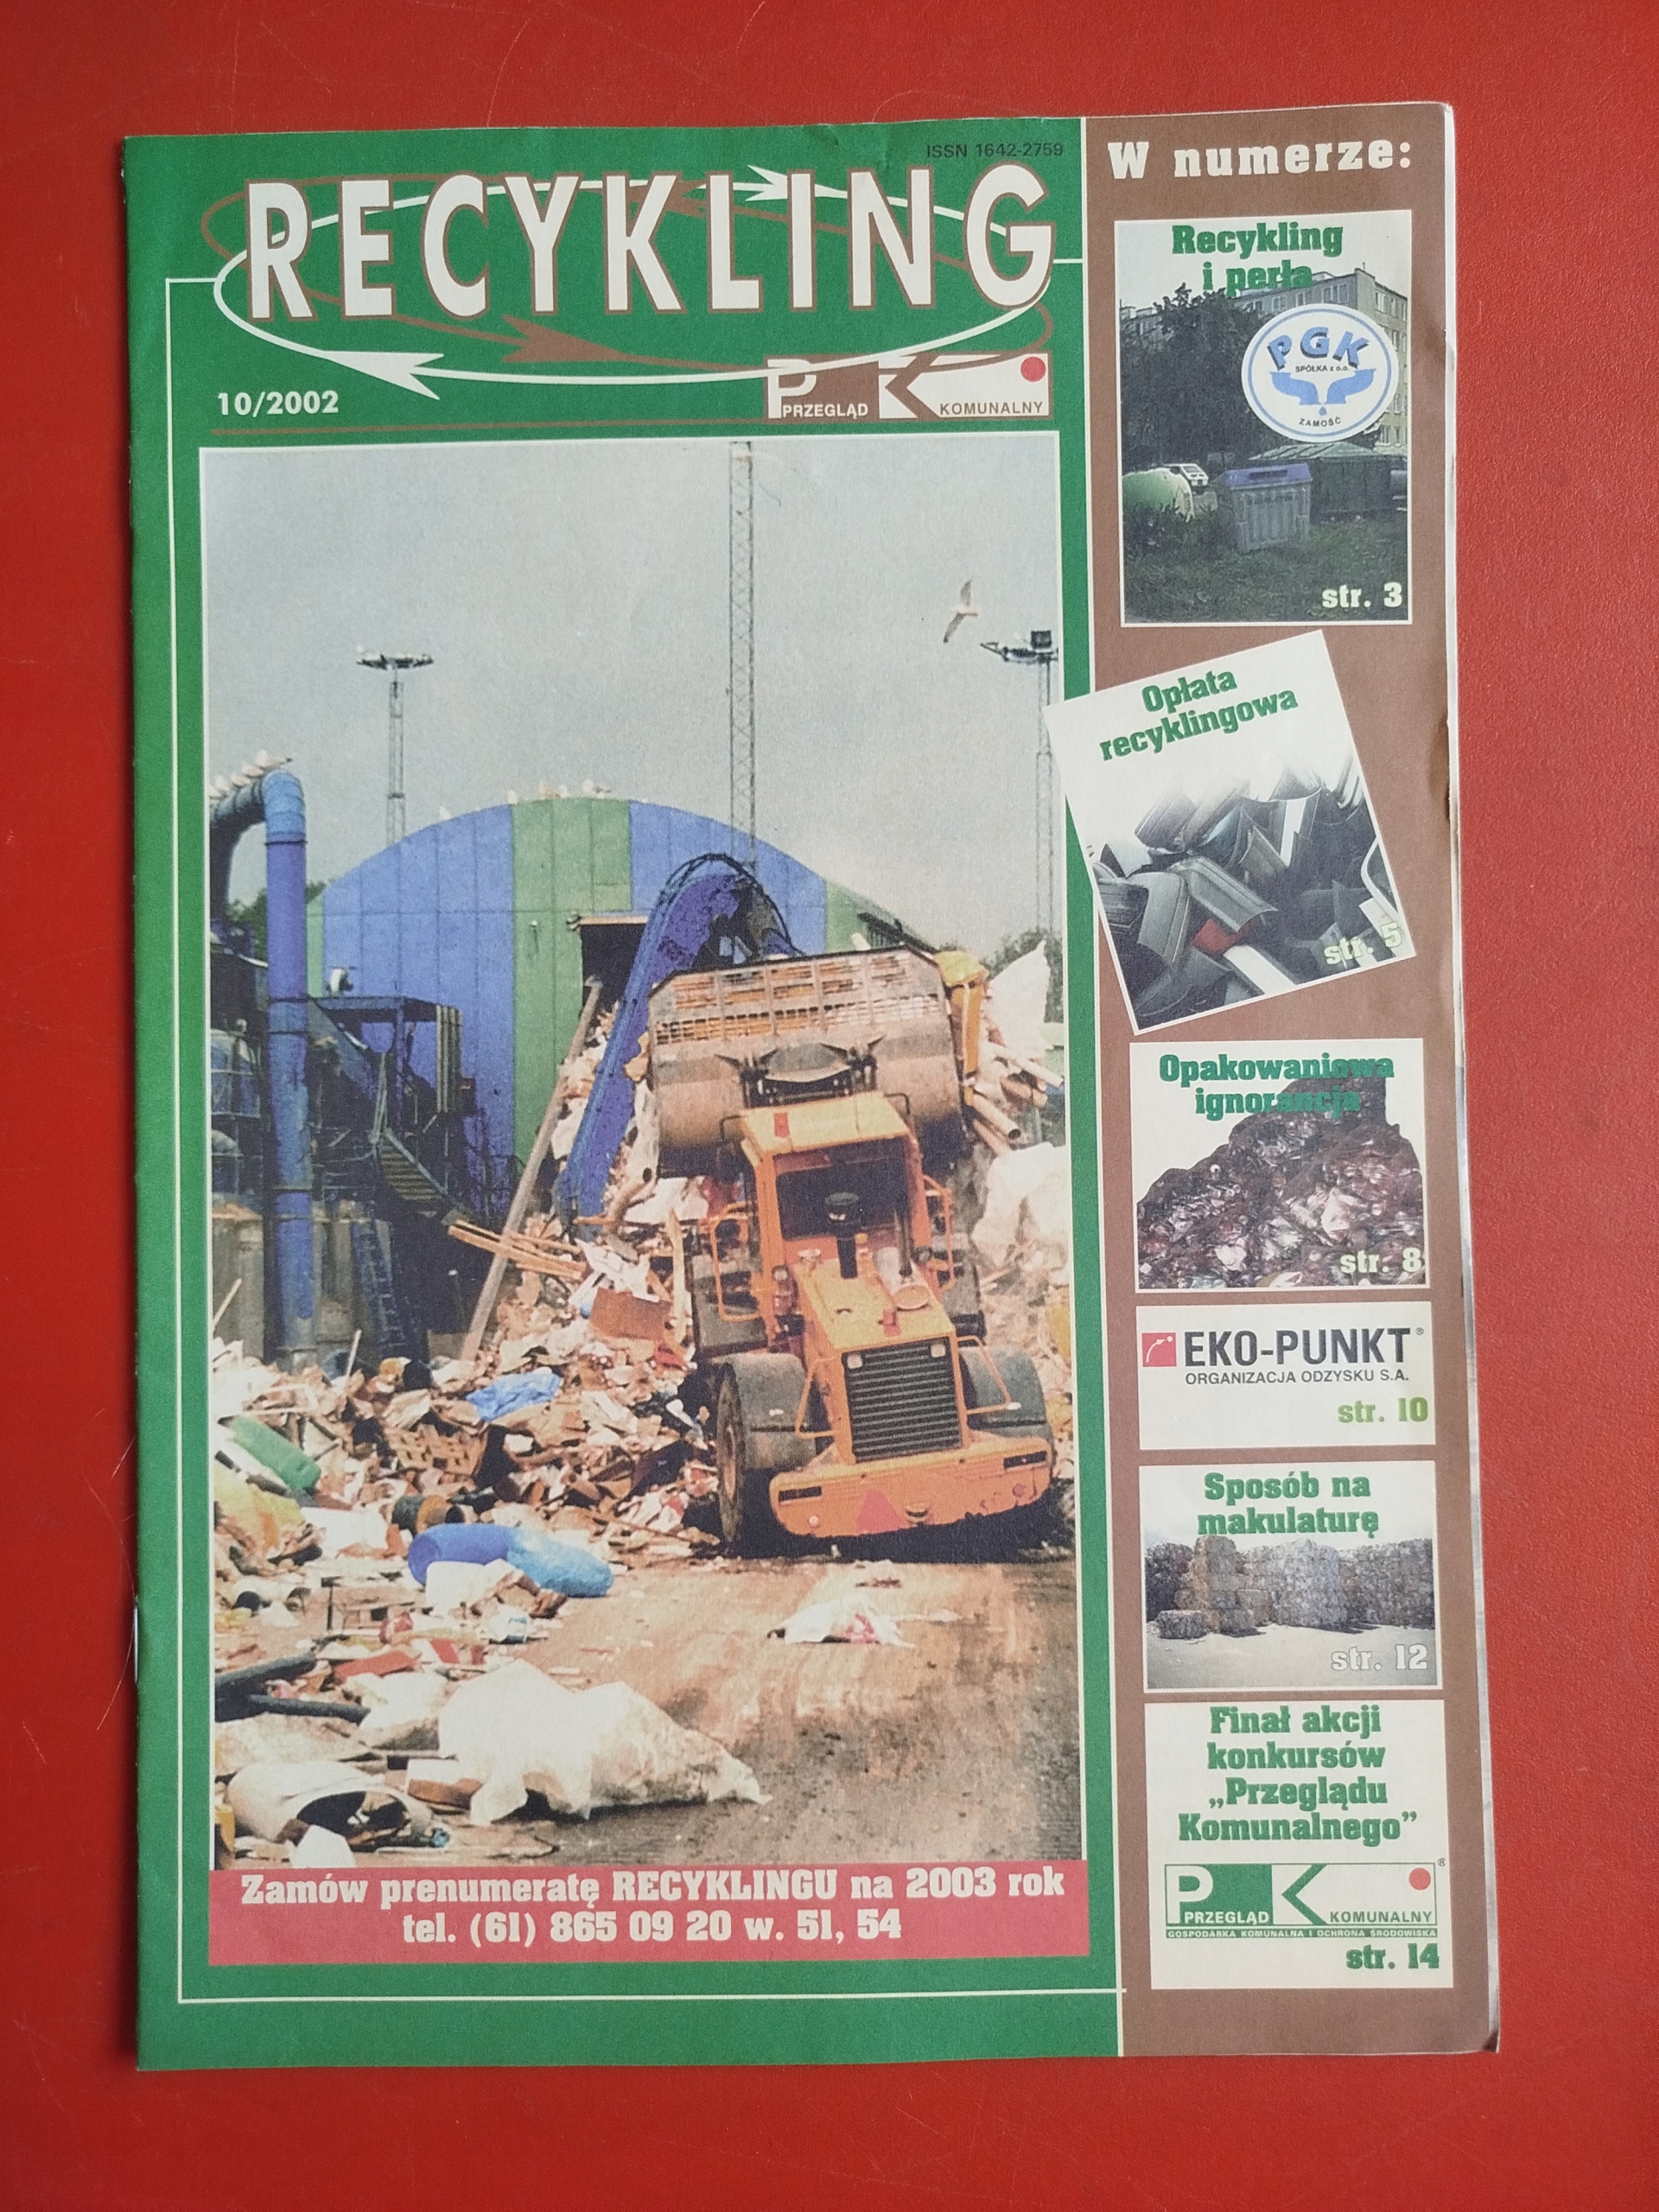 ISSN 1642-2759
RECYKLING
10/2002
PRZEGLĄD KOMUNALNY
Zamów prenumeratę RECYKLINGU na 2003 rok
tel. (61) 865 09 20 w. 51, 54
W numerze:
Recykling
i perła
PGK
SPÓŁKA z o.o.
ZAMOŚĆ
str. 3
Opłata
recyklingowa
str. 5
Opakowaniowa
ignorancja
str. 8
EKO-PUNKT®
ORGANIZACJA ODZYSKU S.A.
str. 10
Sposób na
makulaturę
str. 12
Finał akcji
konkursów
„Przeglądu
Komunalnego”
PK®
PRZEGLĄD KOMUNALNY
GOSPODARKA KOMUNALNA I OCHRONA ŚRODOWISKA
str. 14